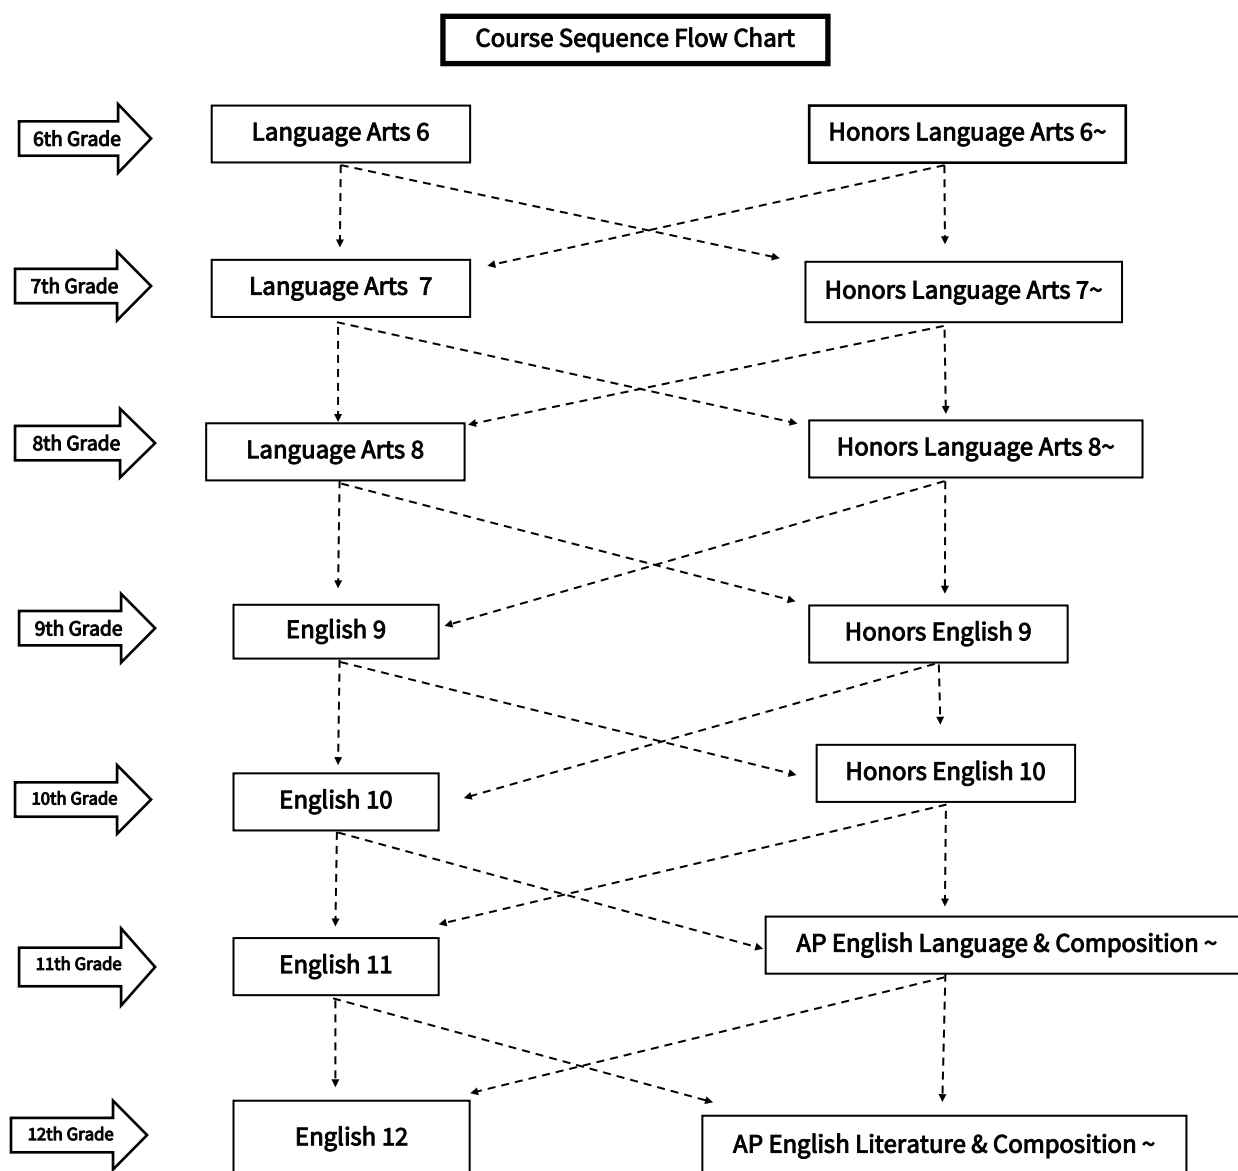 Course Sequence Flow Chart
6th Grade
Language Arts 6
Honors Language Arts 6~
7th Grade
Language Arts  7
Honors Language Arts 7~
8th Grade
Language Arts 8
Honors Language Arts 8~
9th Grade
English 9
Honors English 9
10th Grade
English 10
Honors English 10
11th Grade
English 11
AP English Language & Composition ~
12th Grade
English 12
AP English Literature & Composition ~